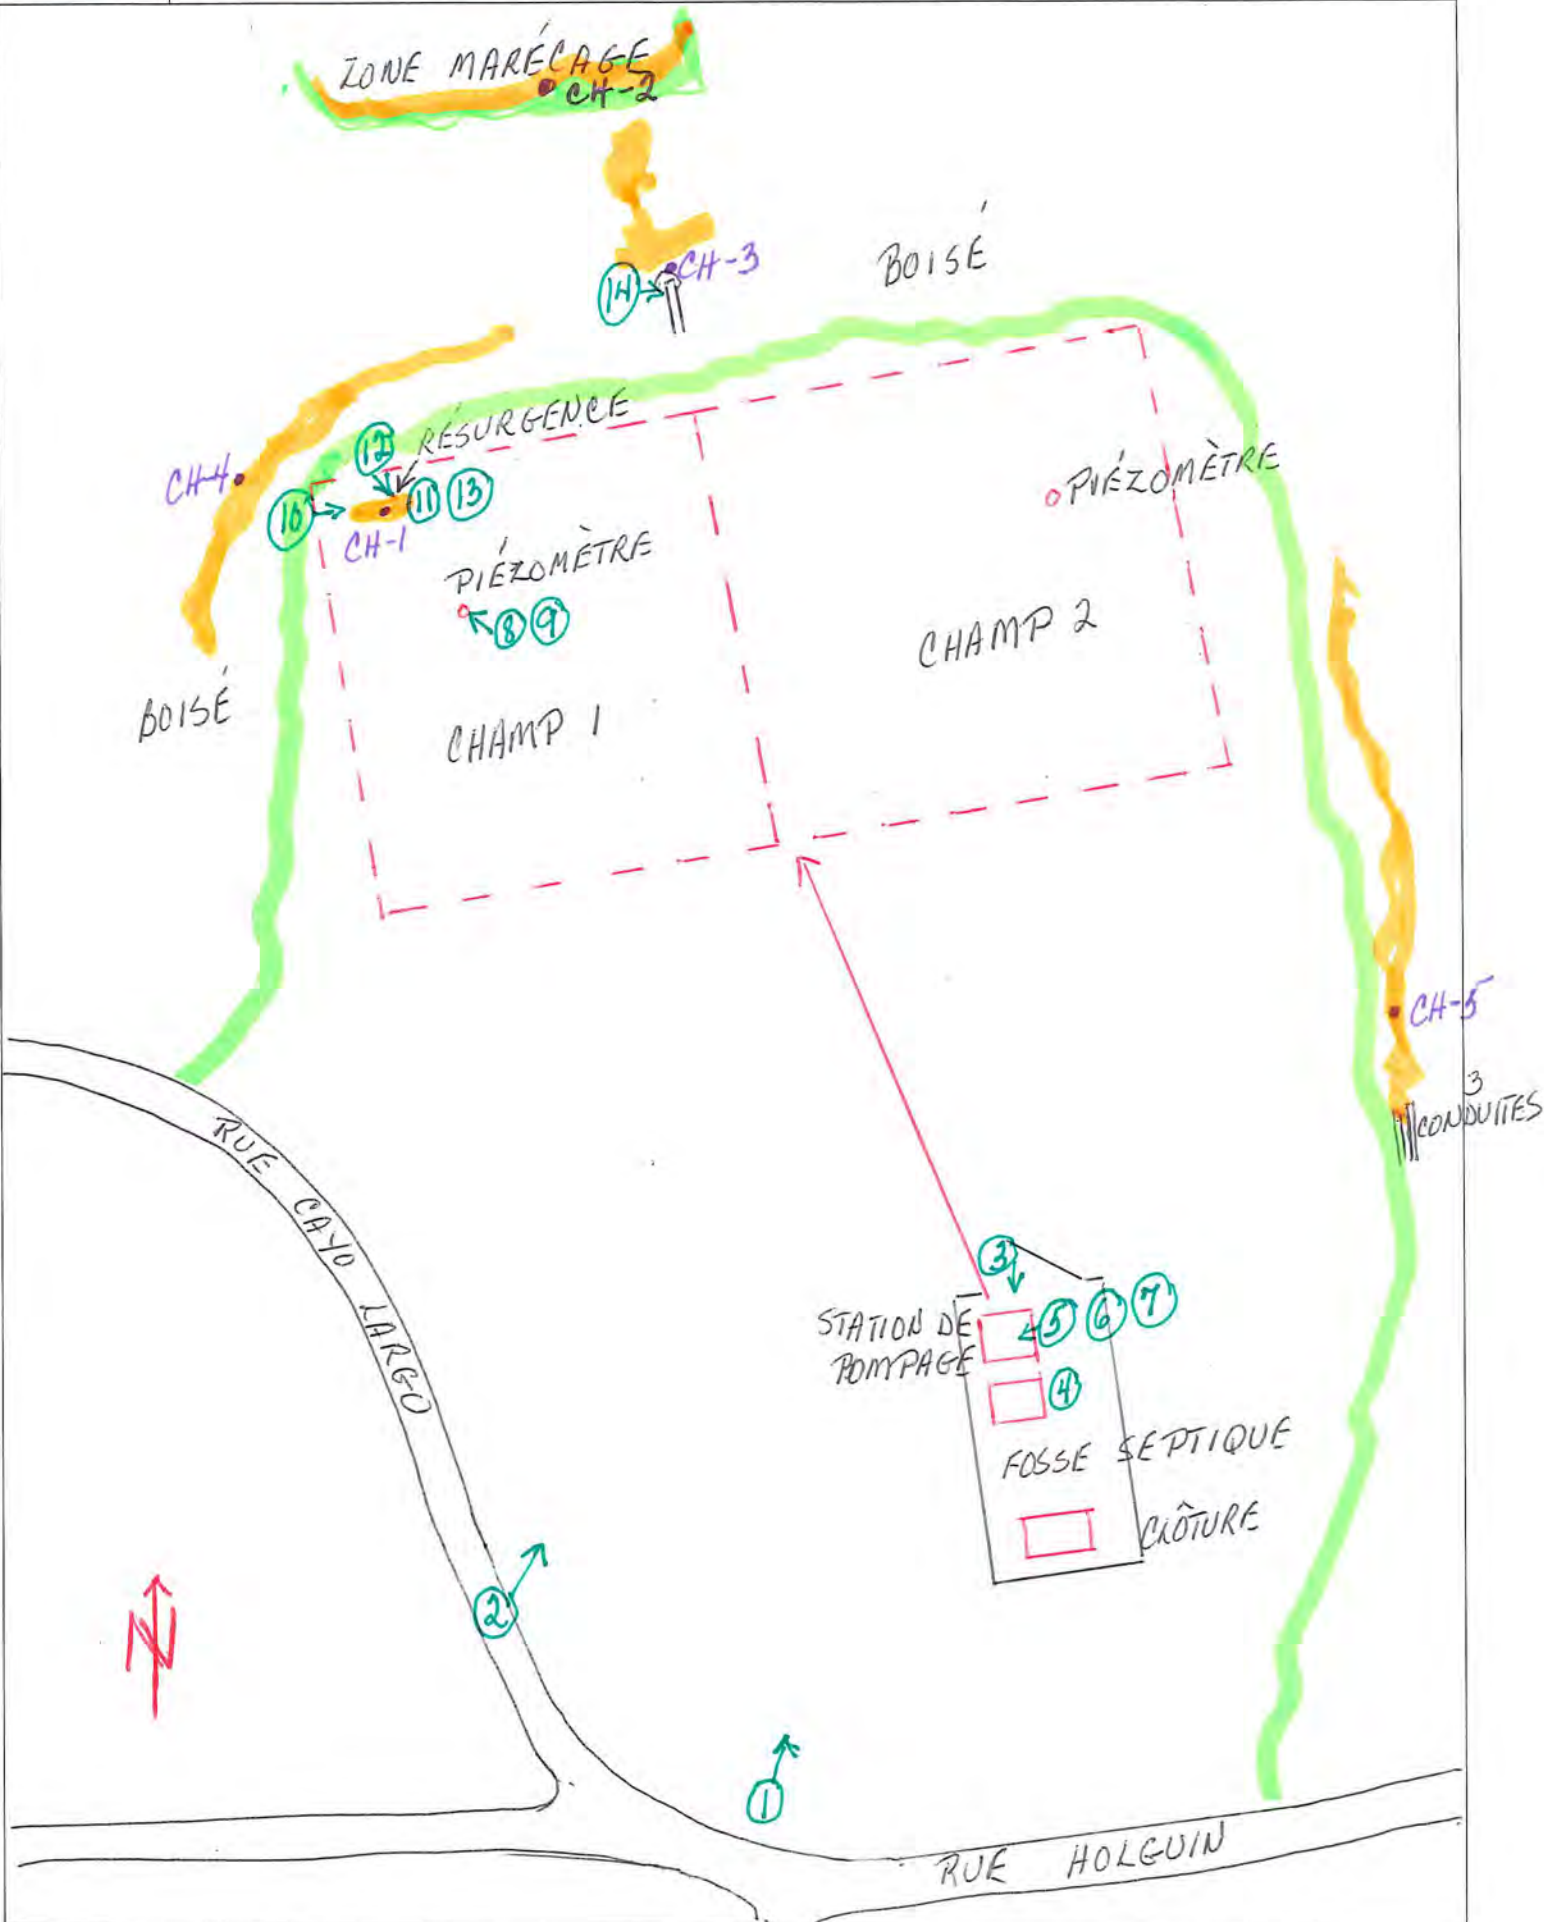 ZONE MARÉCAGE
CH-2
CH-3
14
BOISÉ
RÉSURGENCE
12
CH-4
10
11 13
CH-1
PIÉZOMÈTRE
PIÉZOMÈTRE
8 9
CHAMP 2
BOISÉ
CHAMP 1
CH-5
3
CONDUITES
RUE CAYO LARGO
3
STATION DE
POMPAGE
5 6 7
4
FOSSE SEPTIQUE
CLÔTURE
N
2
1
RUE HOLGUIN